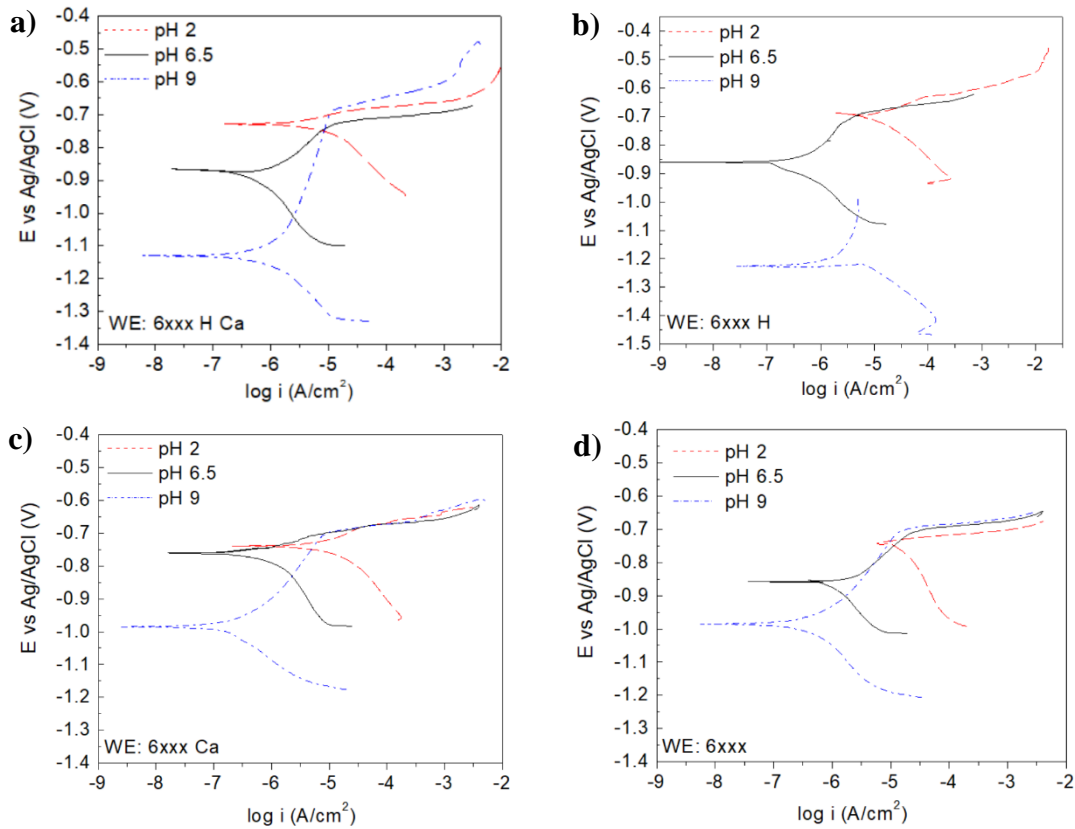 a)
-0.4
-0.5
-0.6
-0.7
-0.8
-0.9
-1.0
-1.1
-1.2
-1.3
-1.4
E vs Ag/AgCl (V)
pH 2
pH 6.5
pH 9
WE: 6xxx H Ca
-9 -8 -7 -6 -5 -4 -3 -2
log i (A/cm²)
b)
-0.4
-0.5
-0.6
-0.7
-0.8
-0.9
-1.0
-1.1
-1.2
-1.3
-1.4
-1.5
E vs Ag/AgCl (V)
pH 2
pH 6.5
pH 9
WE: 6xxx H
-9 -8 -7 -6 -5 -4 -3 -2
log i (A/cm²)
c)
-0.4
-0.5
-0.6
-0.7
-0.8
-0.9
-1.0
-1.1
-1.2
-1.3
-1.4
E vs Ag/AgCl (V)
pH 2
pH 6.5
pH 9
WE: 6xxx Ca
-9 -8 -7 -6 -5 -4 -3 -2
log i (A/cm²)
d)
-0.4
-0.5
-0.6
-0.7
-0.8
-0.9
-1.0
-1.1
-1.2
-1.3
-1.4
E vs Ag/AgCl (V)
pH 2
pH 6.5
pH 9
WE: 6xxx
-9 -8 -7 -6 -5 -4 -3 -2
log i (A/cm²)